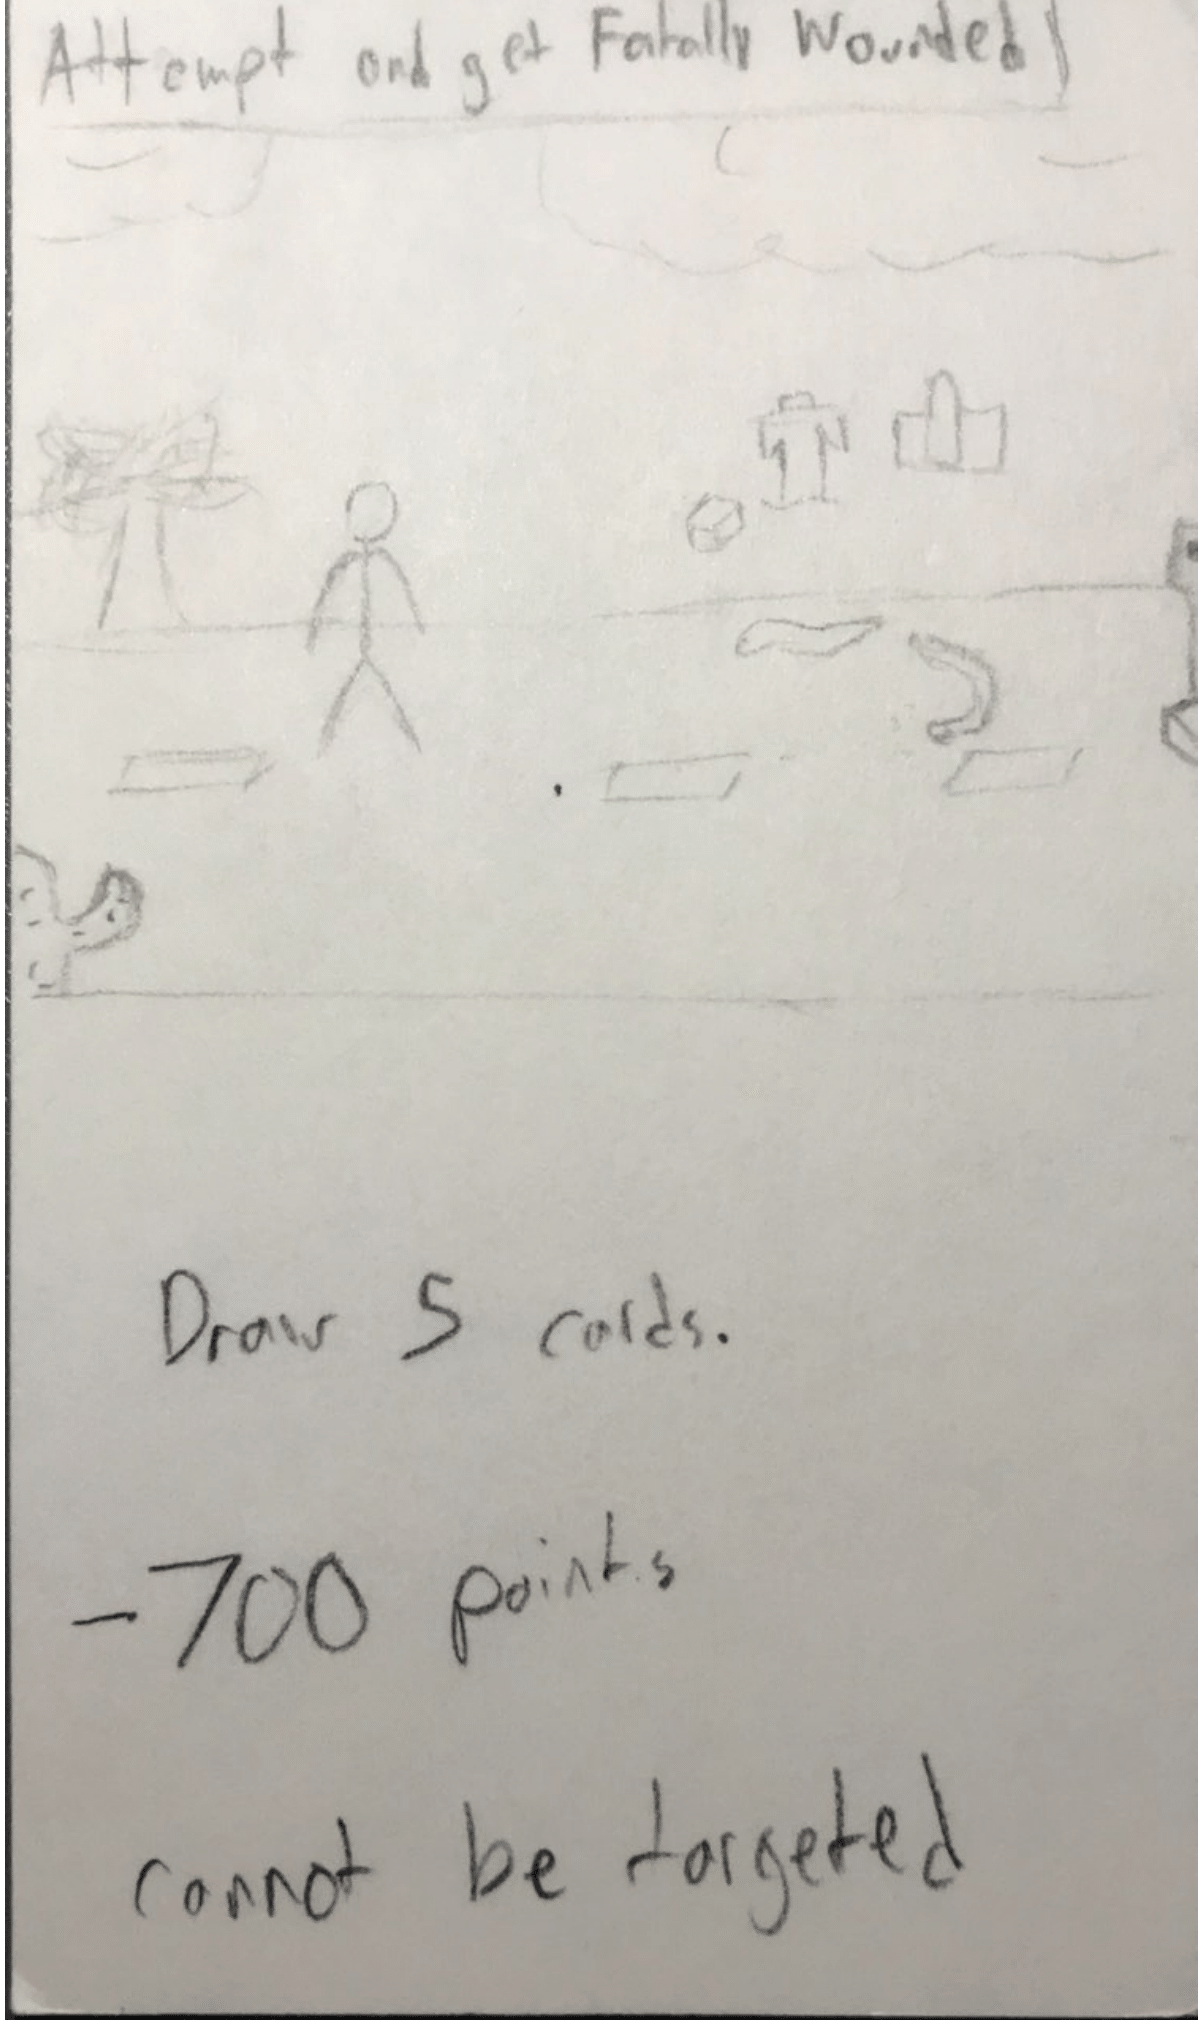 Attempt and get Fatally Wounded!
Draw 5 cards.
-700 points
cannot be targeted